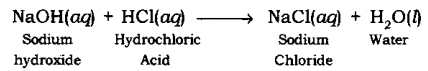 NaOH(aq) + HCl(aq) ⟶ NaCl(aq) + H₂O(l)
Sodium Hydrochloric Sodium Water
hydroxide Acid Chloride